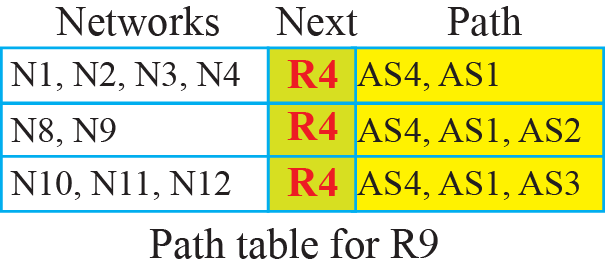 Networks Next Path
N1, N2, N3, N4 R4 AS4, AS1
N8, N9 R4 AS4, AS1, AS2
N10, N11, N12 R4 AS4, AS1, AS3
Path table for R9